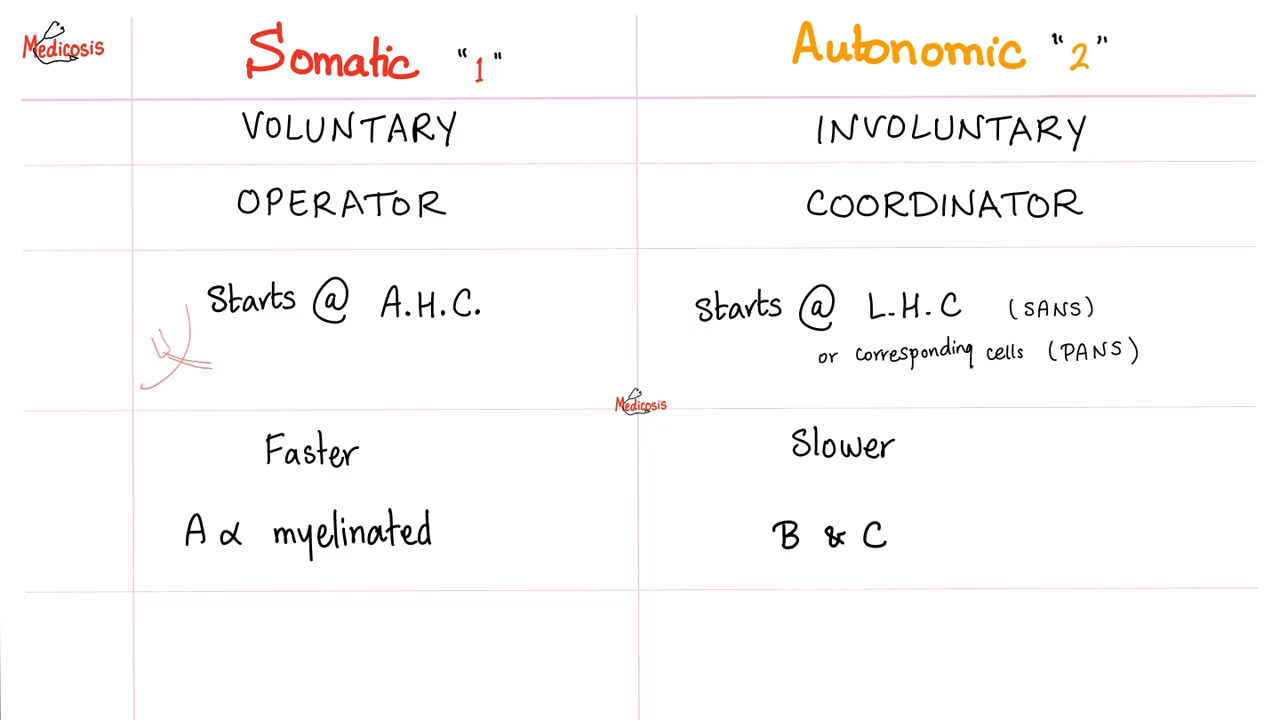 Medicosis
Somatic "1"
Autonomic "2"
VOLUNTARY
INVOLUNTARY
OPERATOR
COORDINATOR
Starts @ A.H.C.
Starts @ L.H.C (SANS)
or corresponding cells (PANS)
Medicosis
Faster
Slower
A α myelinated
B & C